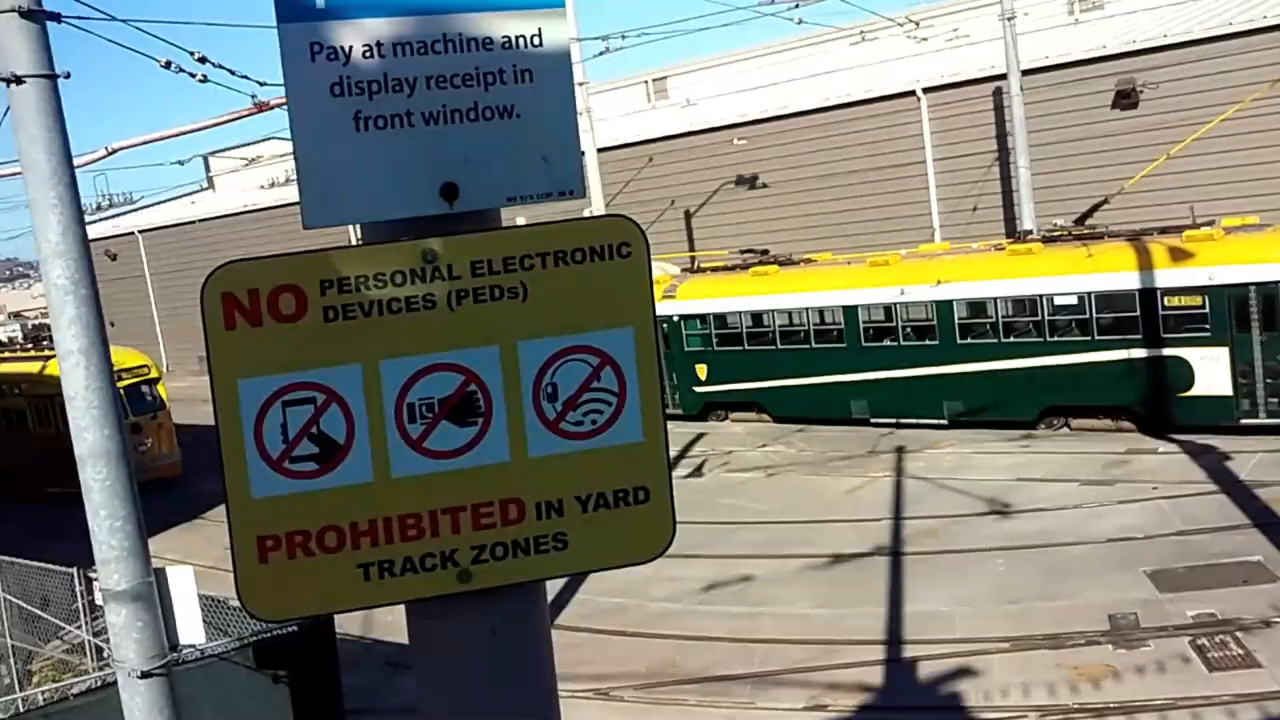 Pay at machine and
display receipt in
front window.
NO PERSONAL ELECTRONIC
DEVICES (PEDs)
PROHIBITED IN YARD
TRACK ZONES